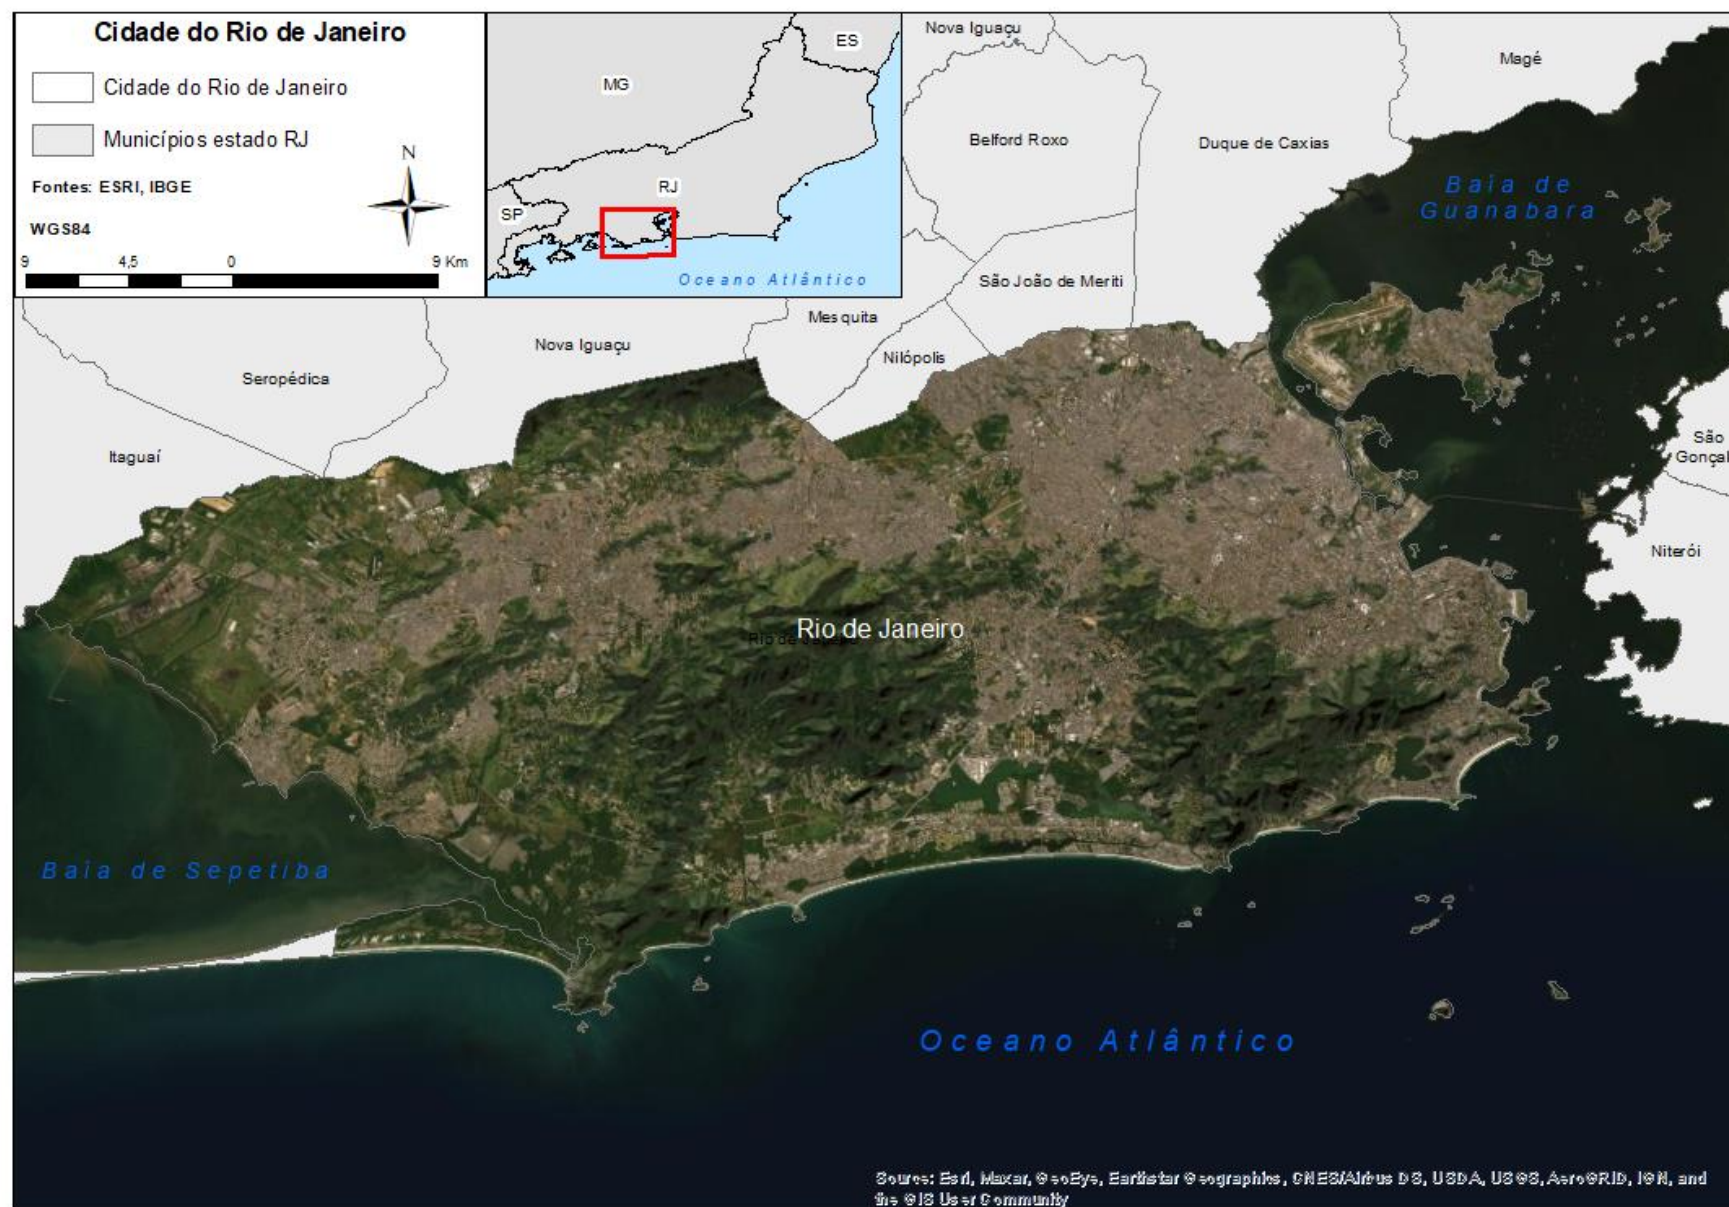 Cidade do Rio de Janeiro
Cidade do Rio de Janeiro
Municípios estado RJ
N
Fontes: ESRI, IBGE
WGS84
9 4,5 0 9 Km
MG
ES
RJ
SP
Oceano Atlântico
Nova Iguaçu
Magé
Belford Roxo
Duque de Caxias
Baía de
Guanabara
São João de Meriti
Mesquita
Nova Iguaçu
Nilópolis
Seropédica
Itaguaí
São
Gonçal
Niterói
Rio de Janeiro
Rio de Janeiro
Baía de Sepetiba
Oceano Atlântico
Source: Esri, Maxar, GeoEye, Earthstar Geographics, CNES/Airbus DS, USDA, USGS, AeroGRID, IGN, and
the GIS User Community